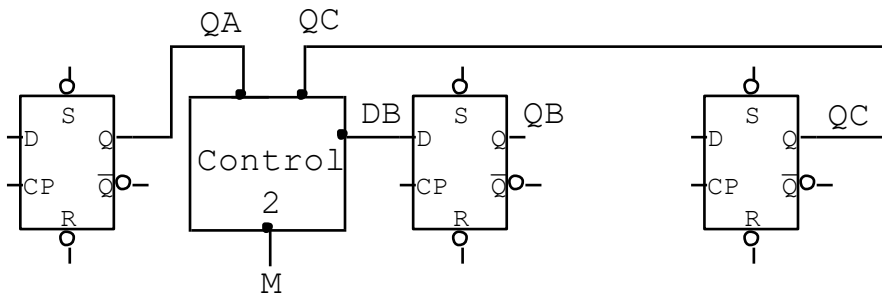 QA QC
S S S
D Q DB D Q QB D Q QC
Control
CP Q CP Q CP Q
2
R R R
M